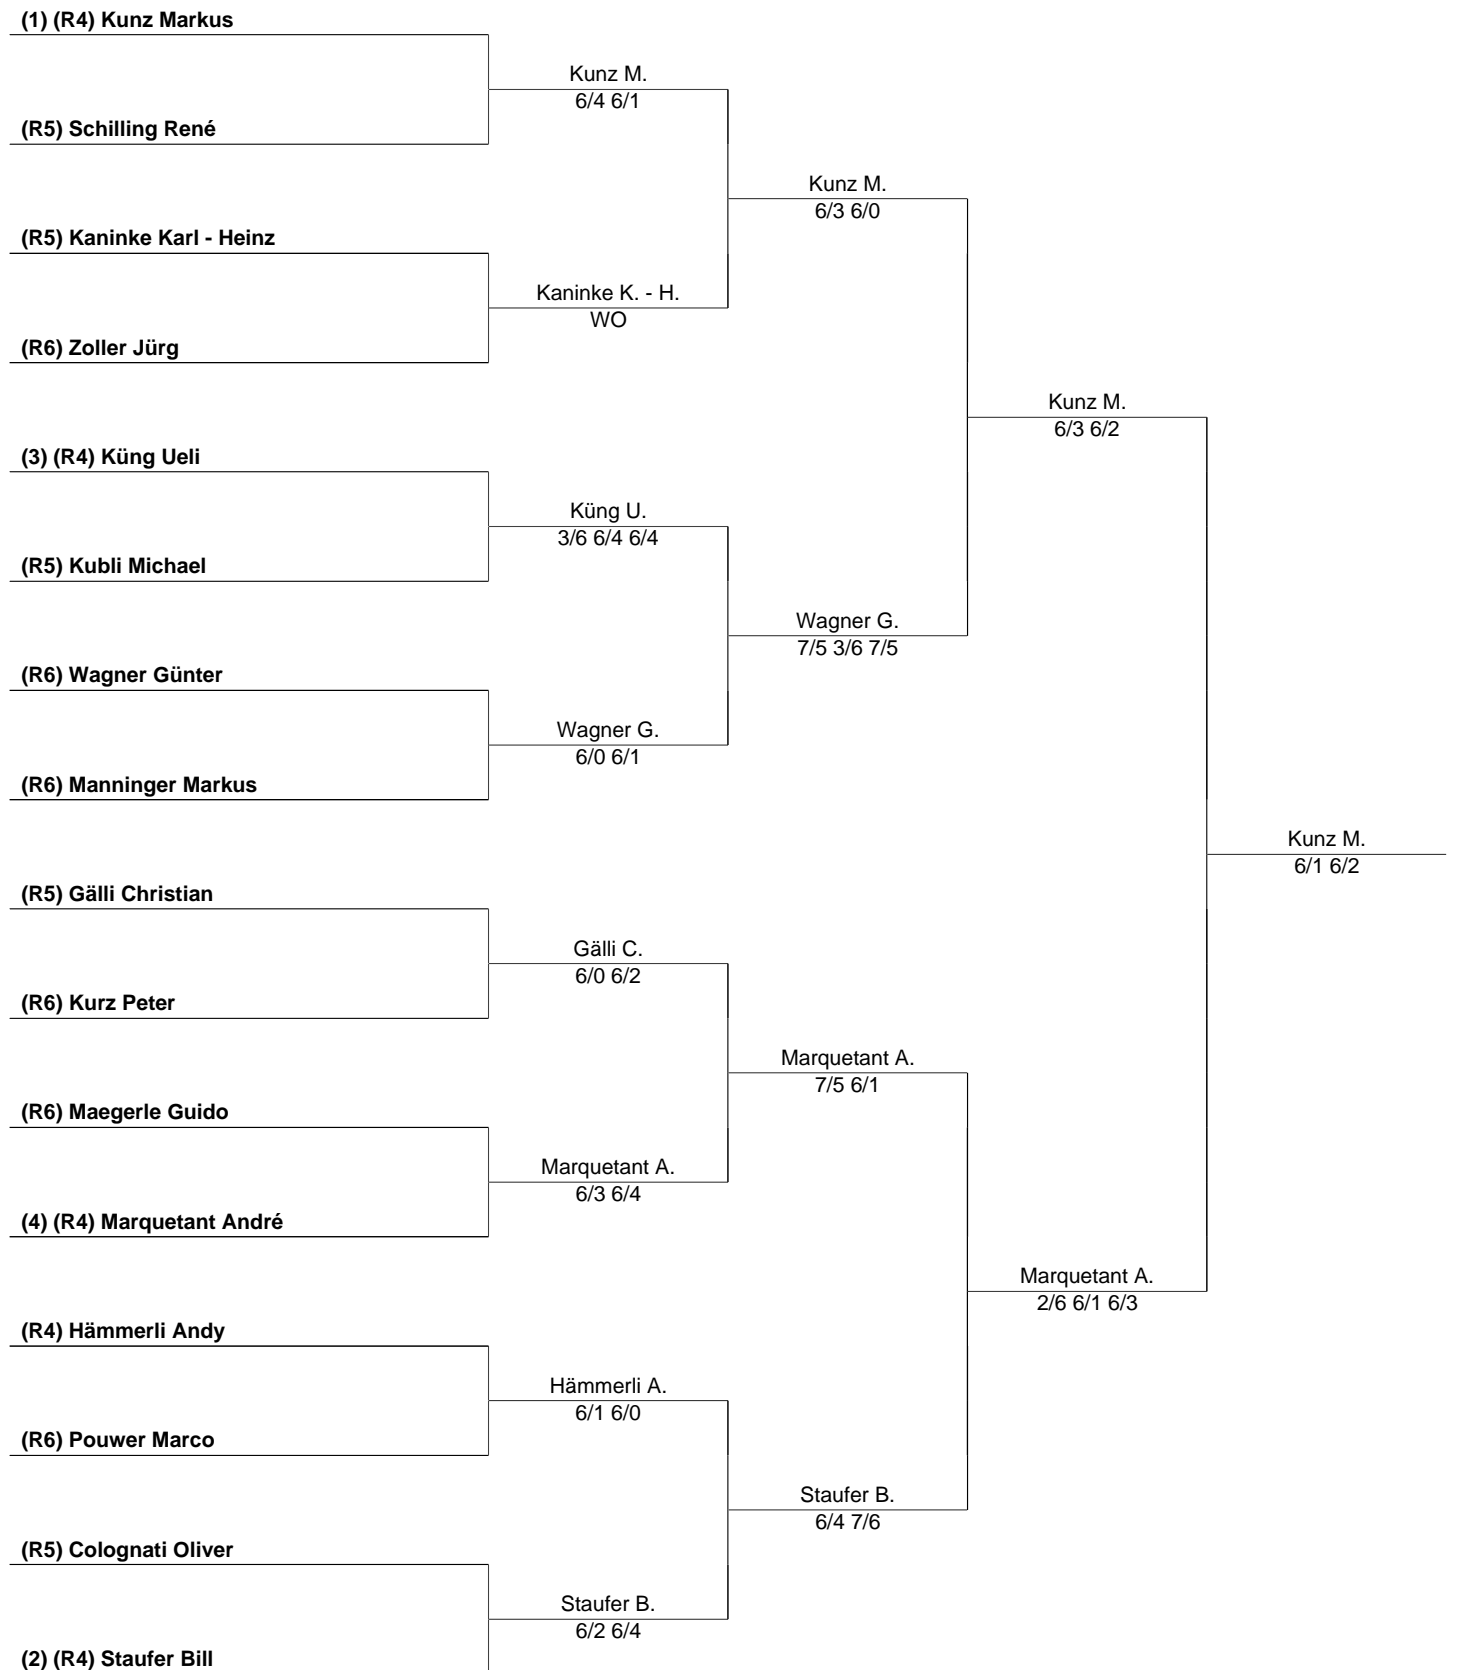 (1) (R4) Kunz Markus
Kunz M.
6/4 6/1
(R5) Schilling René
Kunz M.
6/3 6/0
(R5) Kaninke Karl - Heinz
Kaninke K. - H.
WO
(R6) Zoller Jürg
Kunz M.
6/3 6/2
(3) (R4) Küng Ueli
Küng U.
3/6 6/4 6/4
(R5) Kubli Michael
Wagner G.
7/5 3/6 7/5
(R6) Wagner Günter
Wagner G.
6/0 6/1
(R6) Manninger Markus
Kunz M.
6/1 6/2
(R5) Gälli Christian
Gälli C.
6/0 6/2
(R6) Kurz Peter
Marquetant A.
7/5 6/1
(R6) Maegerle Guido
Marquetant A.
6/3 6/4
(4) (R4) Marquetant André
Marquetant A.
2/6 6/1 6/3
(R4) Hämmerli Andy
Hämmerli A.
6/1 6/0
(R6) Pouwer Marco
Staufer B.
6/4 7/6
(R5) Colognati Oliver
Staufer B.
6/2 6/4
(2) (R4) Staufer Bill